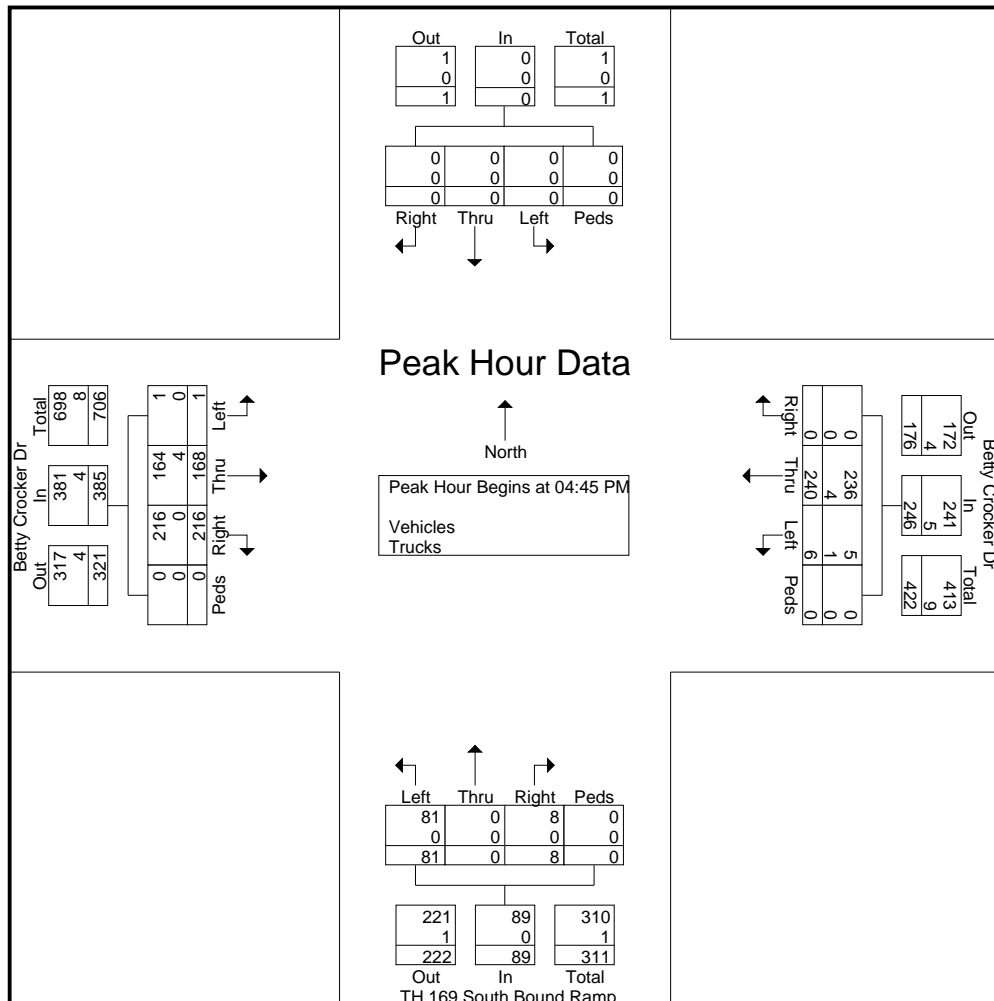 Out In Total
1 0 1
0 0 0
1 0 1
0 0 0 0
0 0 0 0
0 0 0 0
Right Thru Left Peds
Peak Hour Data
North
Peak Hour Begins at 04:45 PM
Vehicles
Trucks
Betty Crocker Dr
Out In Total
317 381 698
4 4 8
321 385 706
Peds Right Thru Left
0 216 164 1
0 0 4 0
0 216 168 1
Betty Crocker Dr
Out In Total
172 241 413
4 5 9
176 246 422
0 236 5 0
0 4 1 0
0 240 6 0
Right Thru Left Peds
Left Thru Right Peds
81 0 8 0
0 0 0 0
81 0 8 0
221 89 310
1 0 1
222 89 311
Out In Total
TH 169 South Bound Ramp